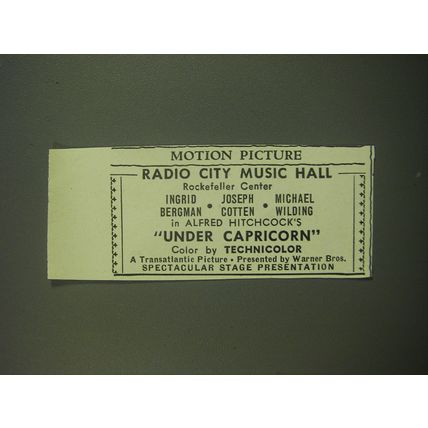 MOTION PICTURE
RADIO CITY MUSIC HALL
Rockefeller Center
INGRID BERGMAN • JOSEPH COTTEN • MICHAEL WILDING
in ALFRED HITCHCOCK'S
"UNDER CAPRICORN"
Color by TECHNICOLOR
A Transatlantic Picture • Presented by Warner Bros.
SPECTACULAR STAGE PRESENTATION